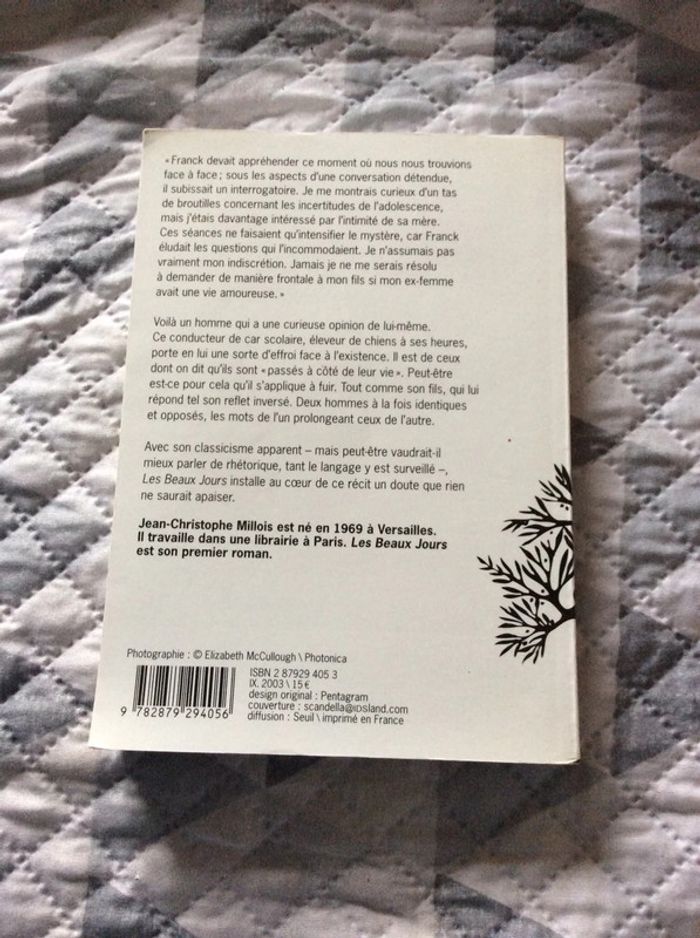 « Franck devait appréhender ce moment où nous nous trouvions
face à face ; sous les aspects d'une conversation détendue,
il subissait un interrogatoire. Je me montrais curieux d'un tas
de broutilles concernant les incertitudes de l'adolescence,
mais j'étais davantage intéressé par l'intimité de sa mère.
Ces séances ne faisaient qu'intensifier le mystère, car Franck
éludait les questions qui l'incommodaient. Je n'assumais pas
vraiment mon indiscrétion. Jamais je ne me serais résolu
à demander de manière frontale à mon fils si mon ex-femme
avait une vie amoureuse. »
Voilà un homme qui a une curieuse opinion de lui-même.
Ce conducteur de car scolaire, éleveur de chiens à ses heures,
porte en lui une sorte d'effroi face à l'existence. Il est de ceux
dont on dit qu'ils sont « passés à côté de leur vie ». Peut-être
est-ce pour cela qu'il s'applique à fuir. Tout comme son fils, qui lui
répond tel son reflet inversé. Deux hommes à la fois identiques
et opposés, les mots de l'un prolongeant ceux de l'autre.
Avec son classicisme apparent – mais peut-être vaudrait-il
mieux parler de rhétorique, tant le langage y est surveillé –,
Les Beaux Jours installe au cœur de ce récit un doute que rien
ne saurait apaiser.
Jean-Christophe Millois est né en 1969 à Versailles.
Il travaille dans une librairie à Paris. Les Beaux Jours
est son premier roman.
Photographie : © Elizabeth McCullough \ Photonica
ISBN 2 87929 405 3
IX. 2003 \ 15 €
design original : Pentagram
couverture : scandella@iDSland.com
diffusion : Seuil \ imprimé en France
9 782879 294056